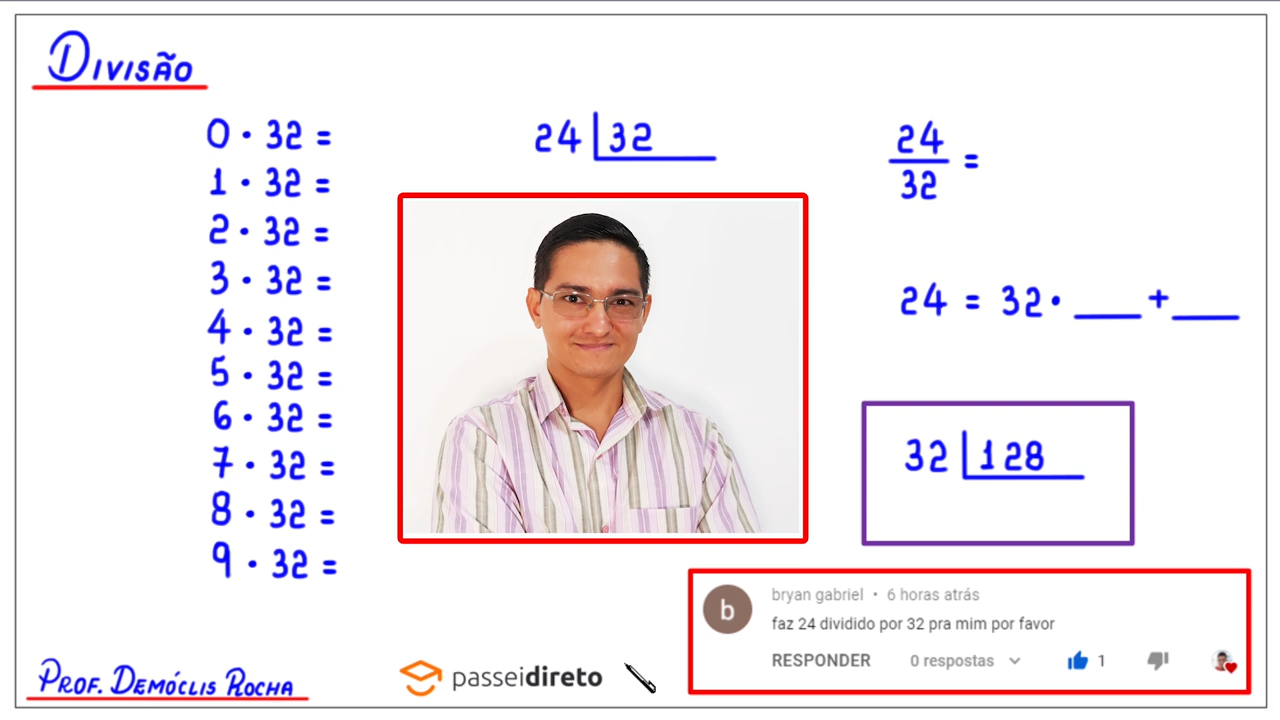 DIVISÃO
0 · 32 =
1 · 32 =
2 · 32 =
3 · 32 =
4 · 32 =
5 · 32 =
6 · 32 =
7 · 32 =
8 · 32 =
9 · 32 =
24 32
24
32
=
24 = 32 · ___ + ___
32 128
b
bryan gabriel • 6 horas atrás
faz 24 dividido por 32 pra mim por favor
RESPONDER 0 respostas 1
PROF. DEMÓCLIS ROCHA
passeidireto